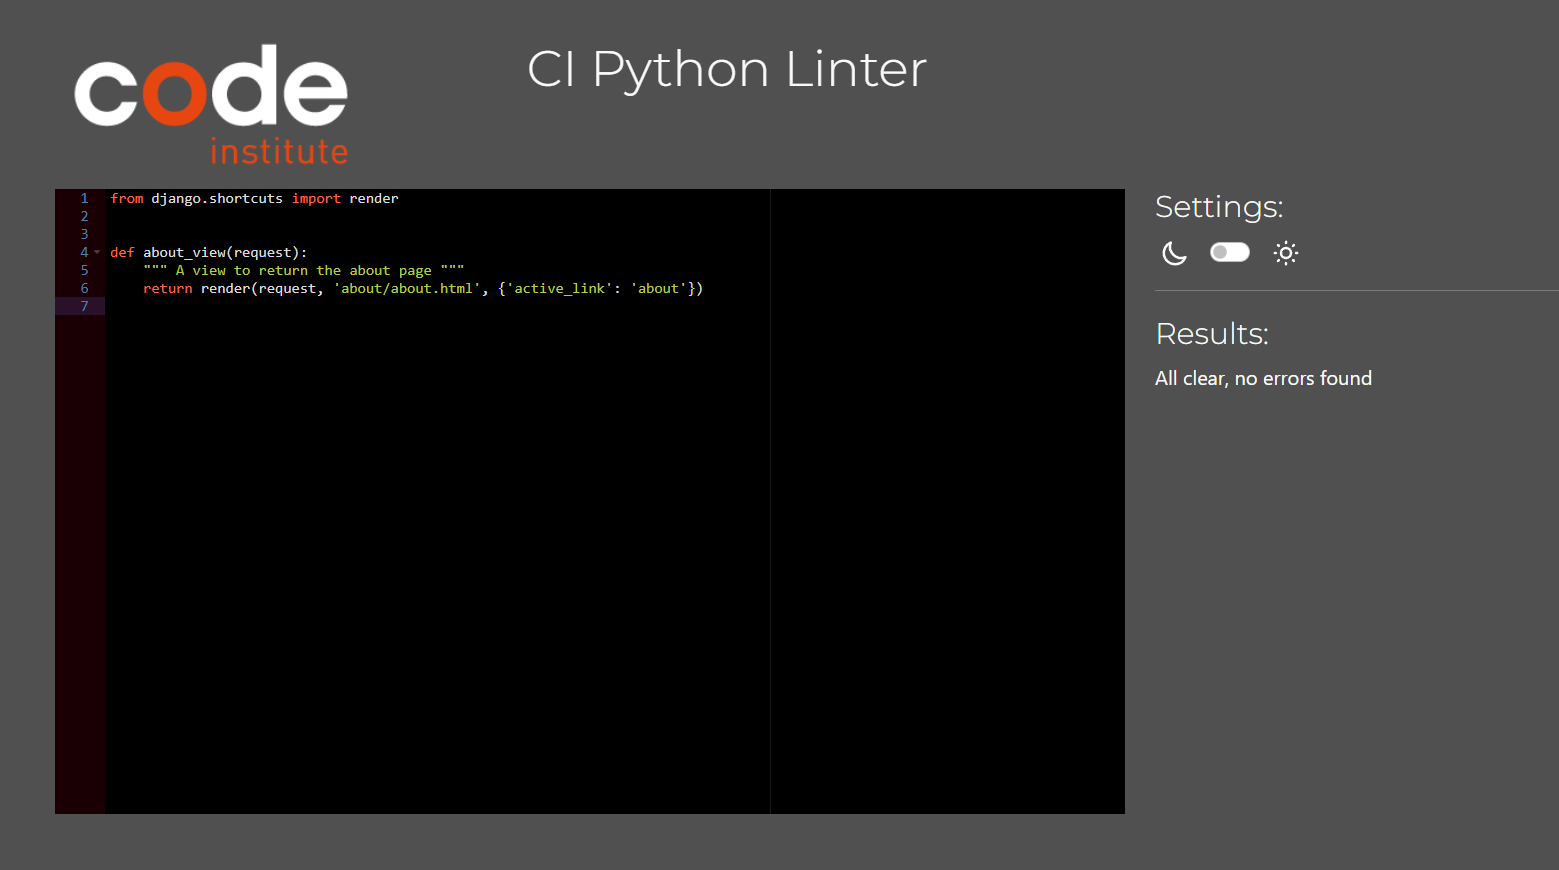 code
institute
CI Python Linter
1 from django.shortcuts import render
2
3
4 def about_view(request):
5     """ A view to return the about page """
6     return render(request, 'about/about.html', {'active_link': 'about'})
7
Settings:
Results:
All clear, no errors found